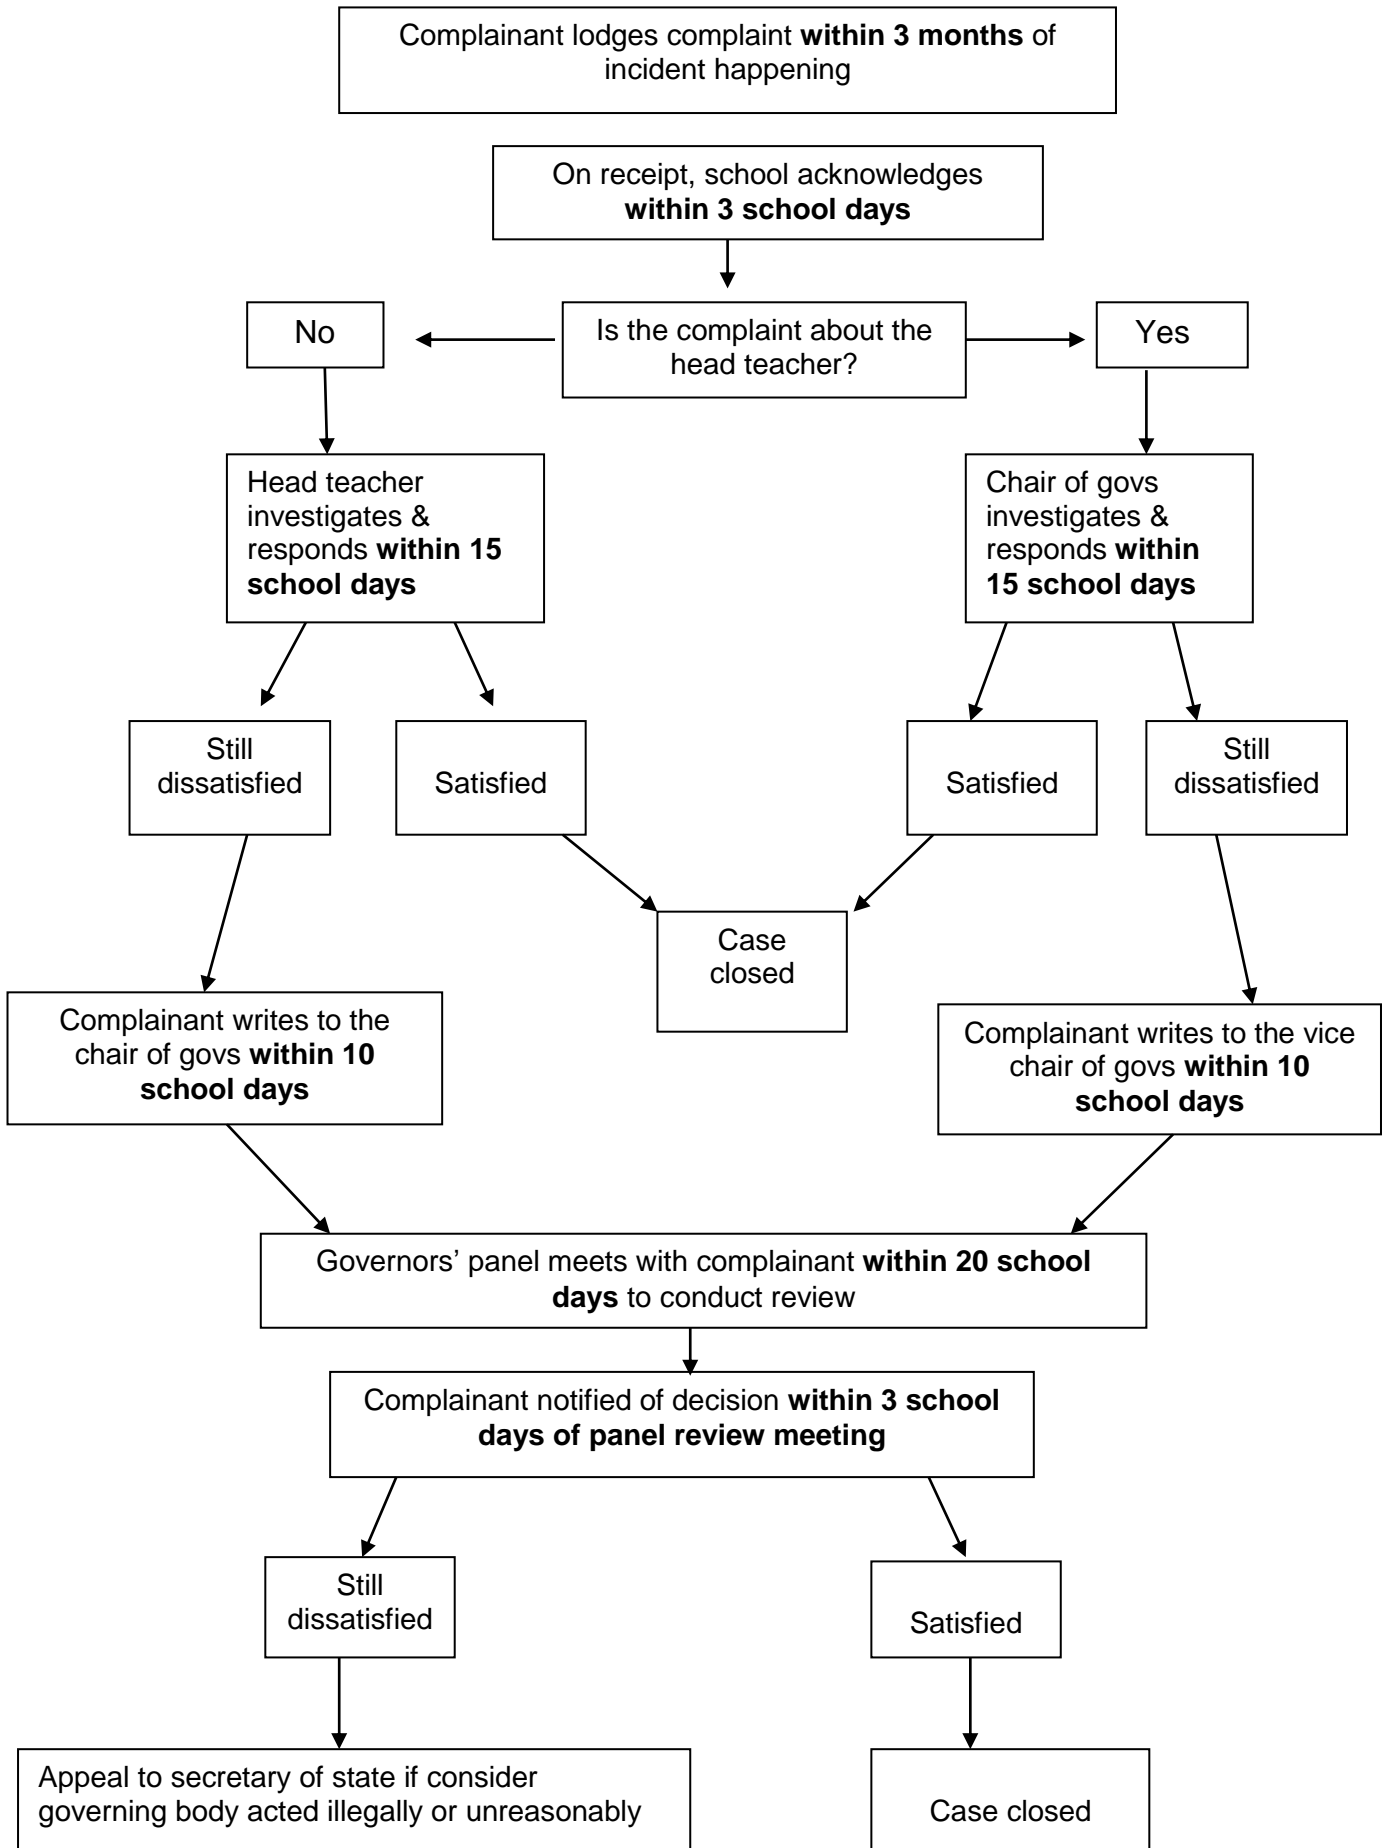 Complainant lodges complaint within 3 months of
incident happening
On receipt, school acknowledges
within 3 school days
No
Is the complaint about the
head teacher?
Yes
Head teacher
investigates &
responds within 15
school days
Chair of govs
investigates &
responds within
15 school days
Still
dissatisfied
Satisfied
Satisfied
Still
dissatisfied
Case
closed
Complainant writes to the
chair of govs within 10
school days
Complainant writes to the vice
chair of govs within 10
school days
Governors’ panel meets with complainant within 20 school
days to conduct review
Complainant notified of decision within 3 school
days of panel review meeting
Still
dissatisfied
Satisfied
Appeal to secretary of state if consider
governing body acted illegally or unreasonably
Case closed